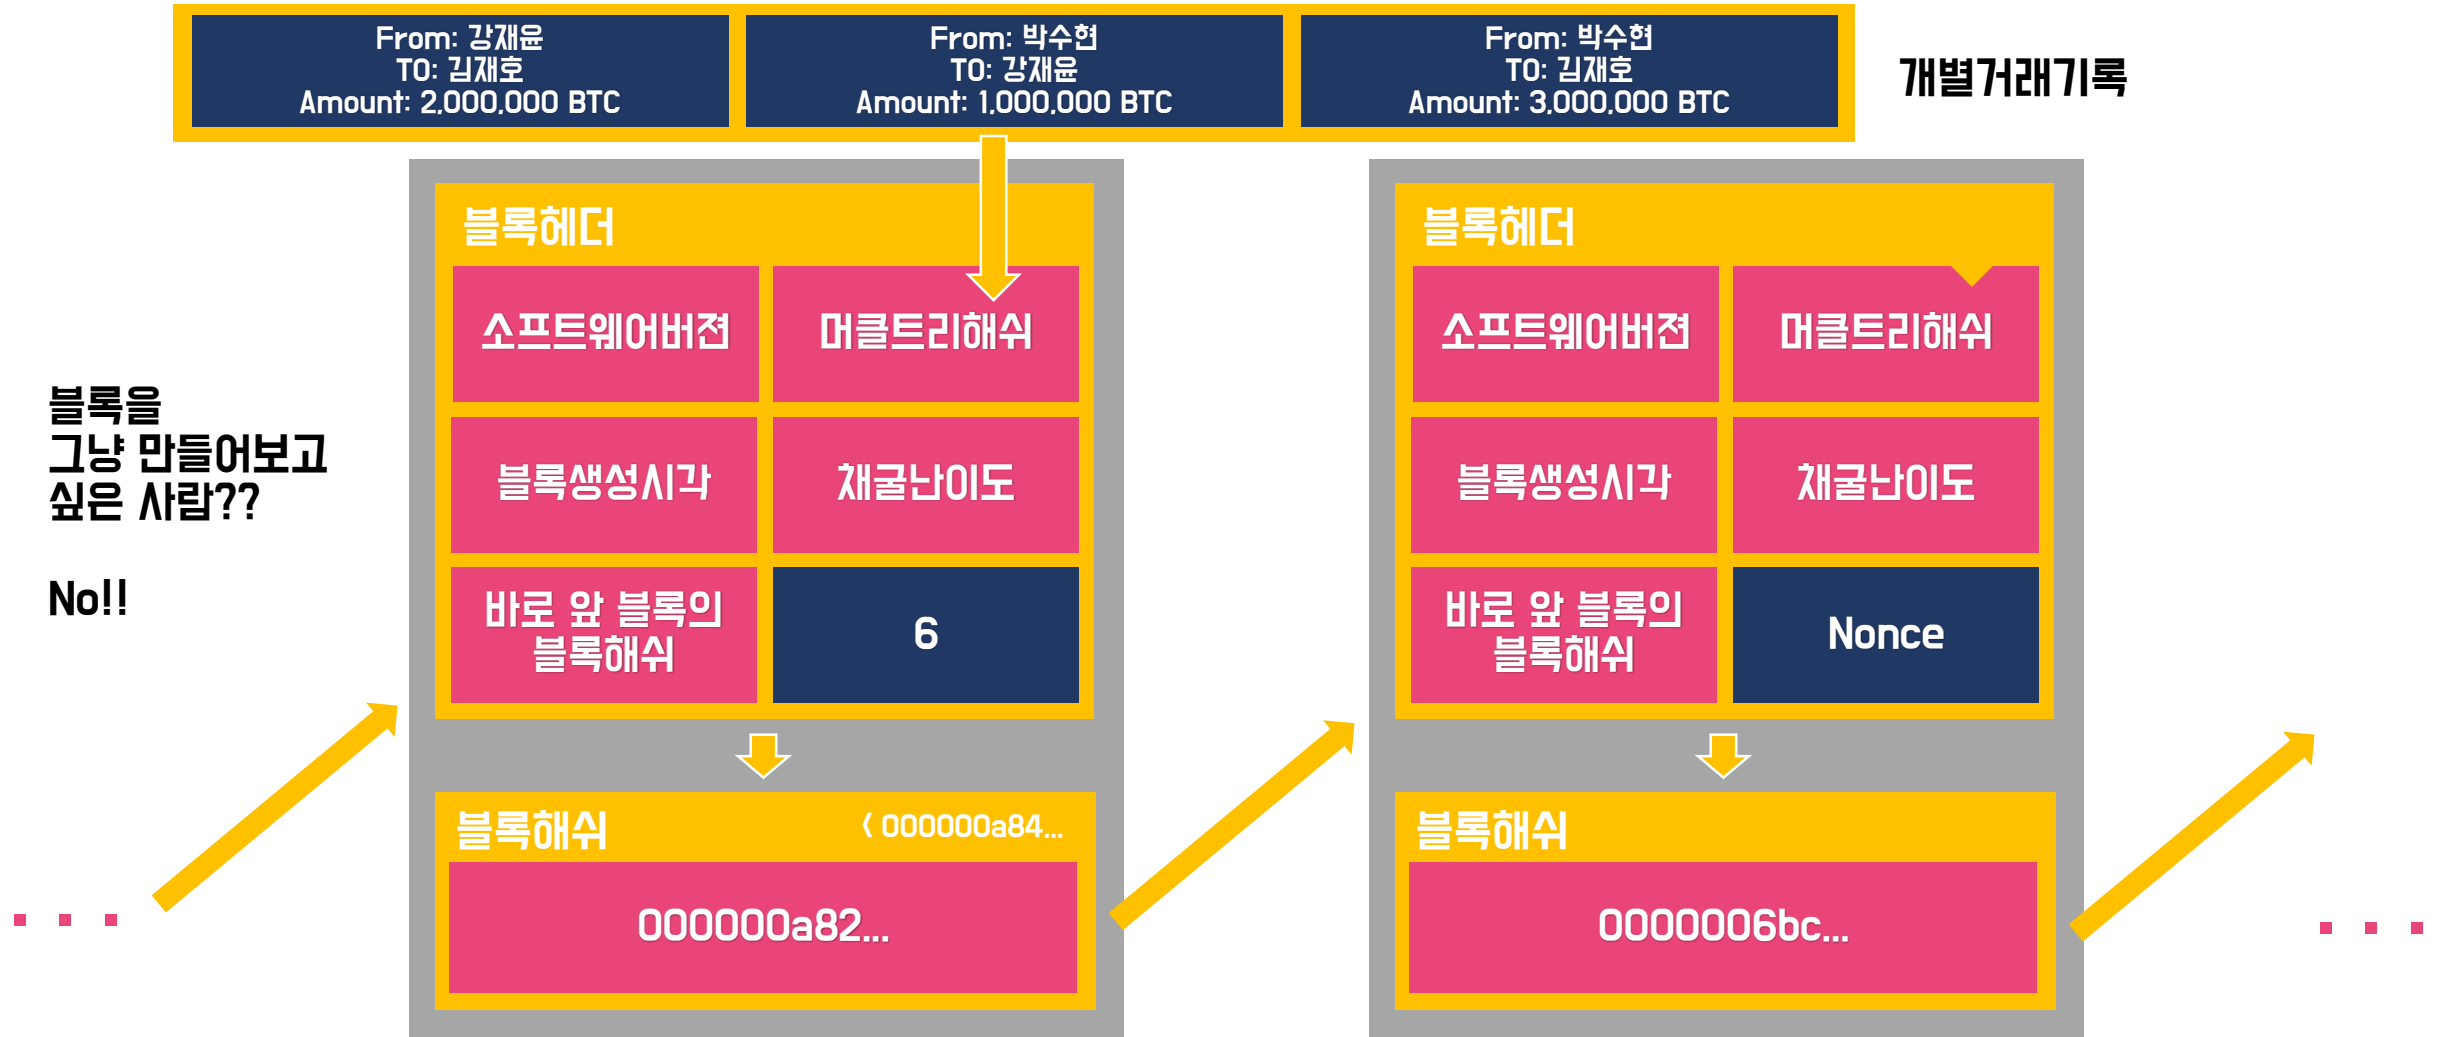 From: 강재윤
TO: 김재호
Amount: 2,000,000 BTC
From: 박수현
TO: 강재윤
Amount: 1,000,000 BTC
From: 박수현
TO: 김재호
Amount: 3,000,000 BTC
개별거래기록
블록을
그냥 만들어보고
싶은 사람??
No!!
블록헤더
소프트웨어버젼
머클트리해쉬
블록생성시각
채굴난이도
바로 앞 블록의
블록해쉬
6
블록해쉬
< 000000a84...
000000a82...
블록헤더
소프트웨어버젼
머클트리해쉬
블록생성시각
채굴난이도
바로 앞 블록의
블록해쉬
Nonce
블록해쉬
0000006bc...